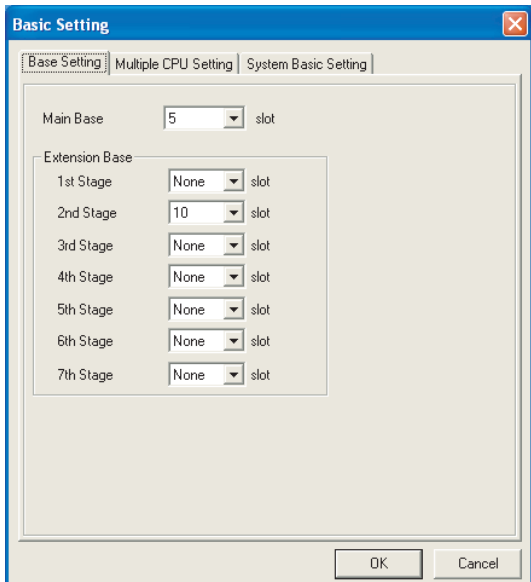 Basic Setting
Base Setting Multiple CPU Setting System Basic Setting
Main Base 5 slot
Extension Base
1st Stage None slot
2nd Stage 10 slot
3rd Stage None slot
4th Stage None slot
5th Stage None slot
6th Stage None slot
7th Stage None slot
OK Cancel